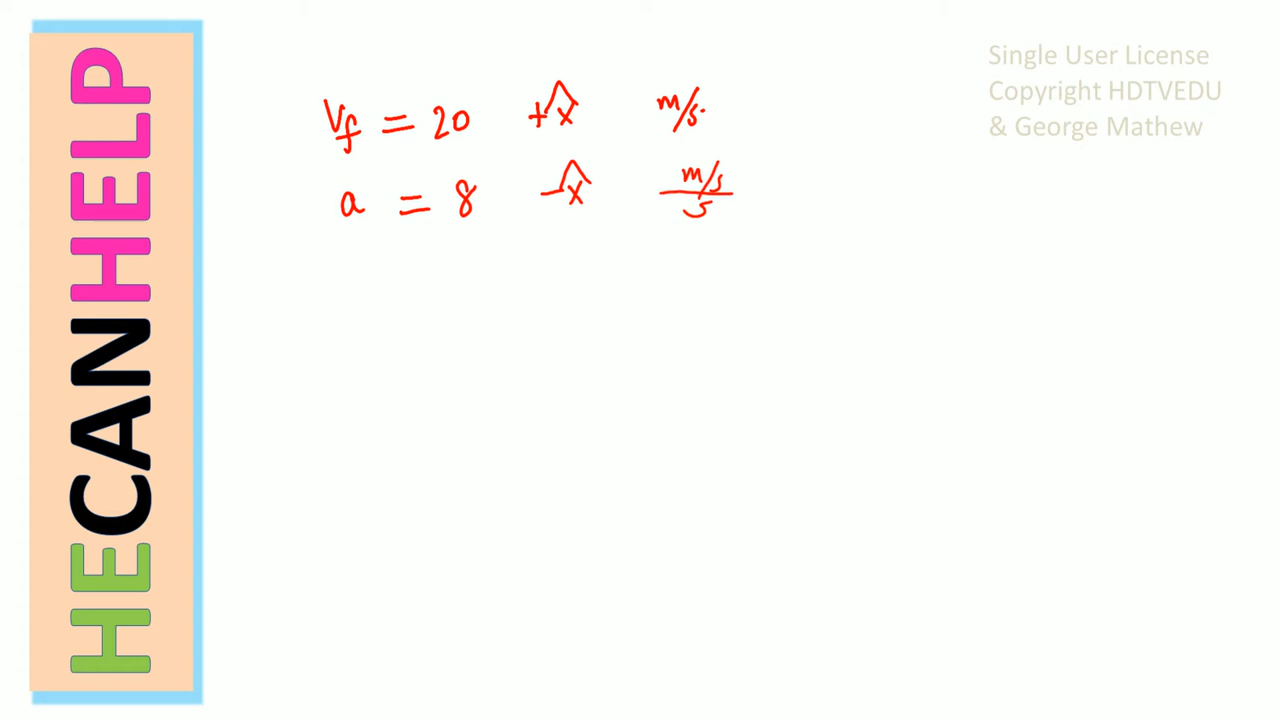 HECANHELP
Single User License
Copyright HDTVEDU
& George Mathew
Vf = 20 +x̂ m/s
a = 8 -x̂ m/s/s